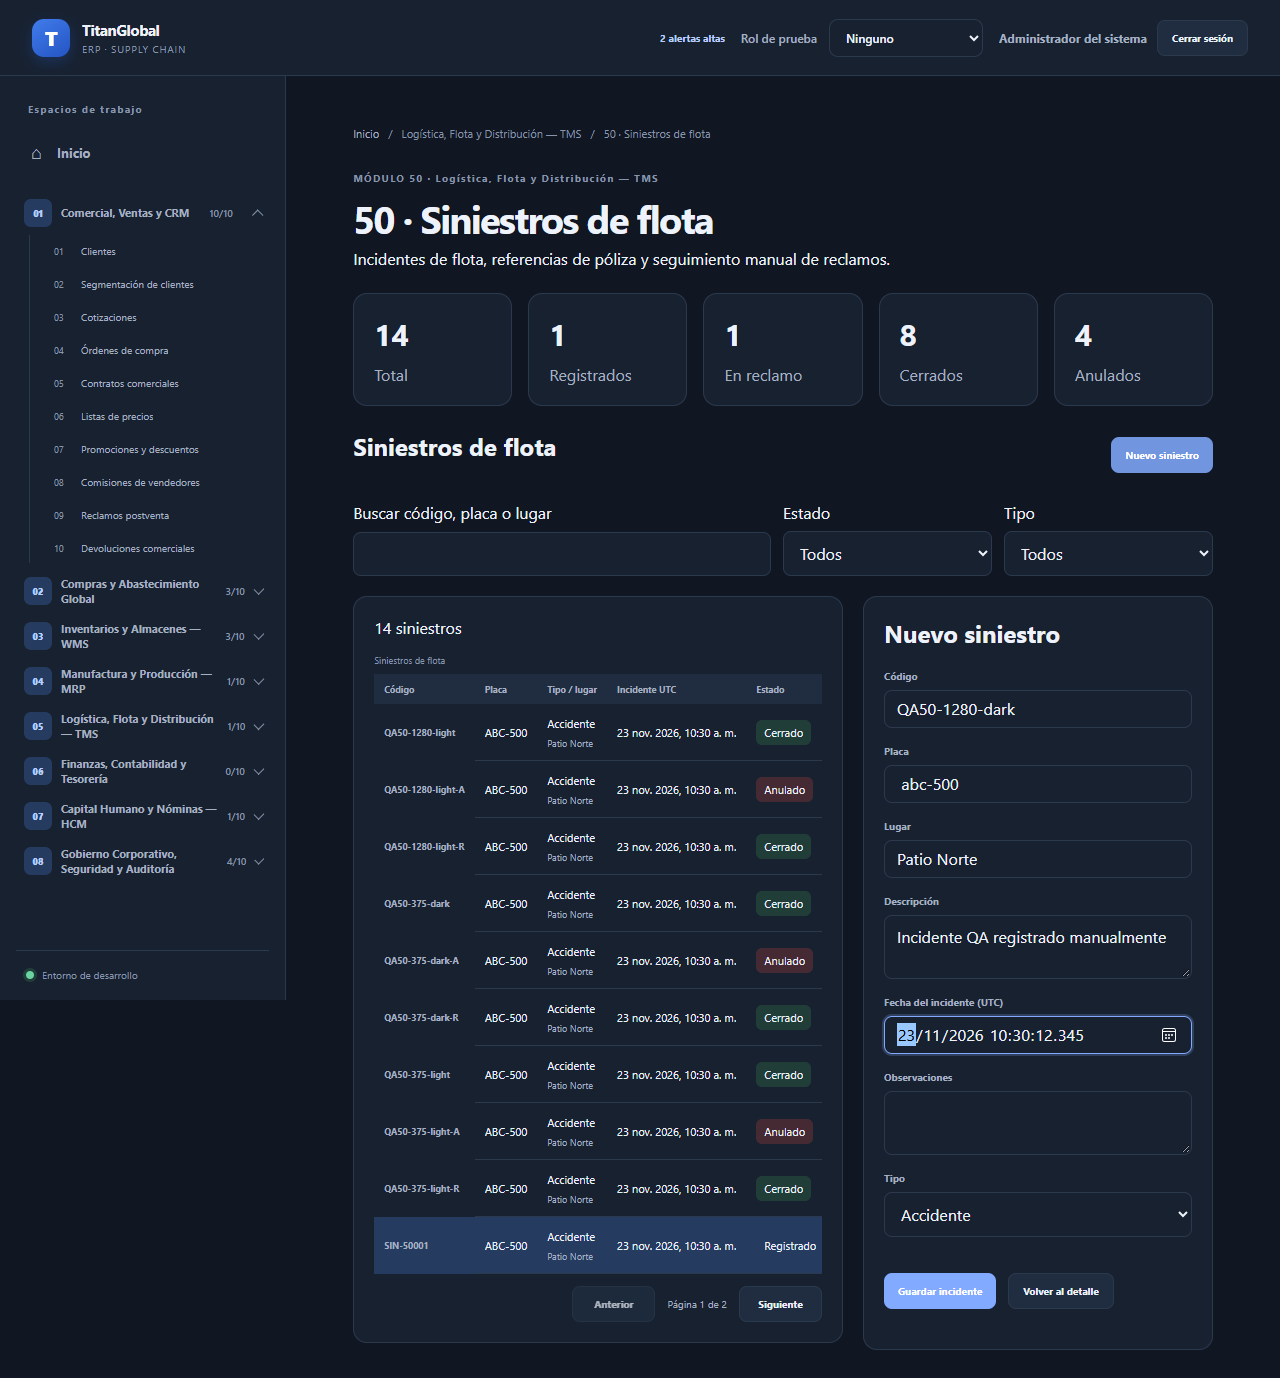 T
TitanGlobal
ERP · SUPPLY CHAIN
2 alertas altas
Rol de prueba
Ninguno
Administrador del sistema
Cerrar sesión
Espacios de trabajo
Inicio
01 Comercial, Ventas y CRM 10/10
01 Clientes
02 Segmentación de clientes
03 Cotizaciones
04 Órdenes de compra
05 Contratos comerciales
06 Listas de precios
07 Promociones y descuentos
08 Comisiones de vendedores
09 Reclamos postventa
10 Devoluciones comerciales
02 Compras y Abastecimiento Global 3/10
03 Inventarios y Almacenes — WMS 3/10
04 Manufactura y Producción — MRP 1/10
05 Logística, Flota y Distribución — TMS 1/10
06 Finanzas, Contabilidad y Tesorería 0/10
07 Capital Humano y Nóminas — HCM 1/10
08 Gobierno Corporativo, Seguridad y Auditoría 4/10
Entorno de desarrollo
Inicio / Logística, Flota y Distribución — TMS / 50 · Siniestros de flota
MÓDULO 50 · Logística, Flota y Distribución — TMS
50 · Siniestros de flota
Incidentes de flota, referencias de póliza y seguimiento manual de reclamos.
14 Total
1 Registrados
1 En reclamo
8 Cerrados
4 Anulados
Siniestros de flota
Nuevo siniestro
Buscar código, placa o lugar
Estado
Todos
Tipo
Todos
14 siniestros
Siniestros de flota
Código Placa Tipo / lugar Incidente UTC Estado
QA50-1280-light ABC-500 Accidente Patio Norte 23 nov. 2026, 10:30 a. m. Cerrado
QA50-1280-light-A ABC-500 Accidente Patio Norte 23 nov. 2026, 10:30 a. m. Anulado
QA50-1280-light-R ABC-500 Accidente Patio Norte 23 nov. 2026, 10:30 a. m. Cerrado
QA50-375-dark ABC-500 Accidente Patio Norte 23 nov. 2026, 10:30 a. m. Cerrado
QA50-375-dark-A ABC-500 Accidente Patio Norte 23 nov. 2026, 10:30 a. m. Anulado
QA50-375-dark-R ABC-500 Accidente Patio Norte 23 nov. 2026, 10:30 a. m. Cerrado
QA50-375-light ABC-500 Accidente Patio Norte 23 nov. 2026, 10:30 a. m. Cerrado
QA50-375-light-A ABC-500 Accidente Patio Norte 23 nov. 2026, 10:30 a. m. Anulado
QA50-375-light-R ABC-500 Accidente Patio Norte 23 nov. 2026, 10:30 a. m. Cerrado
SIN-50001 ABC-500 Accidente Patio Norte 23 nov. 2026, 10:30 a. m. Registrado
Anterior
Página 1 de 2
Siguiente
Nuevo siniestro
Código
QA50-1280-dark
Placa
abc-500
Lugar
Patio Norte
Descripción
Incidente QA registrado manualmente
Fecha del incidente (UTC)
23/11/2026 10:30:12.345
Observaciones
Tipo
Accidente
Guardar incidente
Volver al detalle